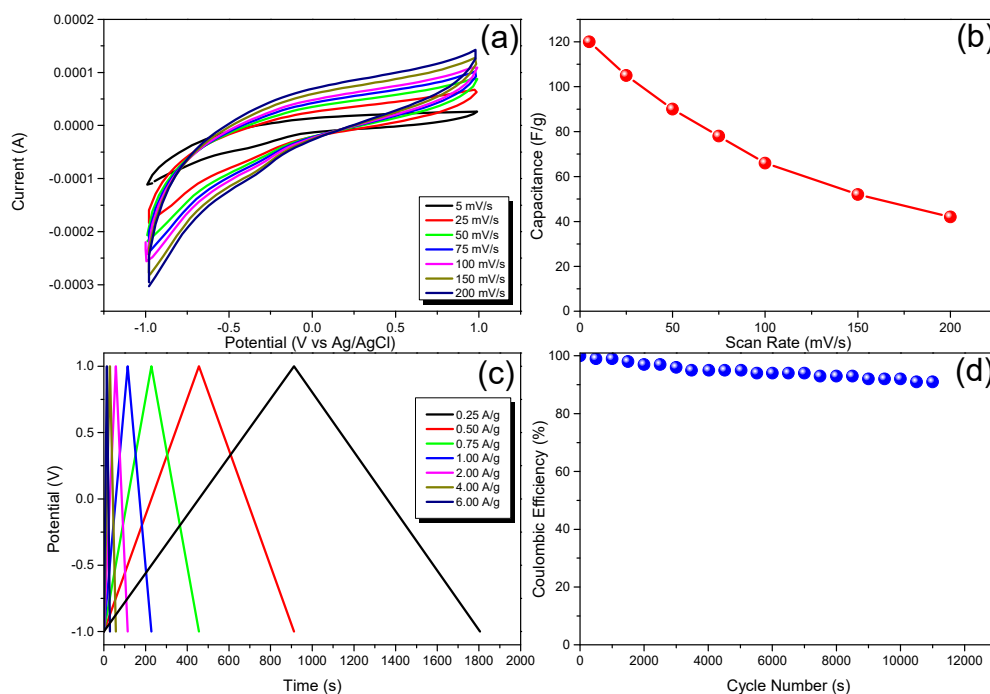 (a)
0.0002
0.0001
0.0000
-0.0001
-0.0002
-0.0003
Current (A)
5 mV/s
25 mV/s
50 mV/s
75 mV/s
100 mV/s
150 mV/s
200 mV/s
-1.0 -0.5 0.0 0.5 1.0
Potential (V vs Ag/AgCl)
(b)
120
100
80
60
40
20
0
Capacitance (F/g)
0 50 100 150 200
Scan Rate (mV/s)
(c)
1.0
0.5
0.0
-0.5
-1.0
Potential (V)
0.25 A/g
0.50 A/g
0.75 A/g
1.00 A/g
2.00 A/g
4.00 A/g
6.00 A/g
0 200 400 600 800 1000 1200 1400 1600 1800 2000
Time (s)
(d)
100
80
60
40
20
0
Coulombic Efficiency (%)
0 2000 4000 6000 8000 10000 12000
Cycle Number (s)